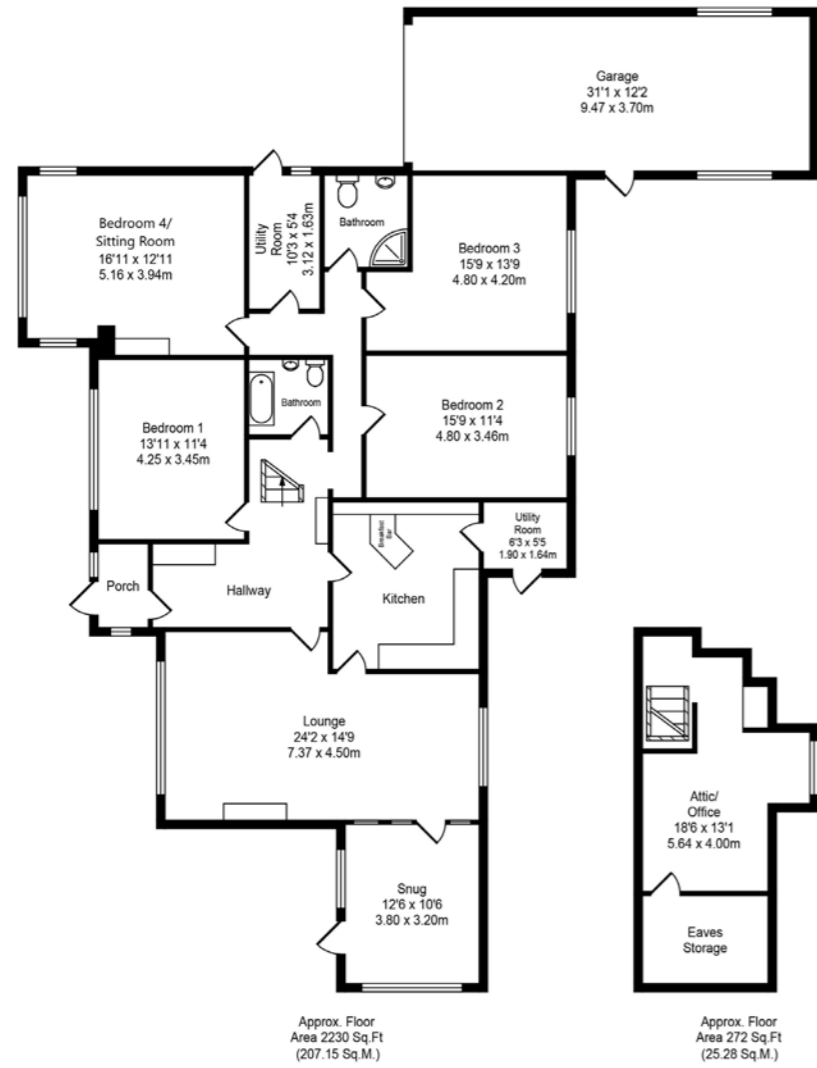 Garage
31'1 x 12'2
9.47 x 3.70m
Bedroom 4/
Sitting Room
16'11 x 12'11
5.16 x 3.94m
Utility
Room
10'3 x 5'4
3.12 x 1.63m
Bathroom
Bedroom 3
15'9 x 13'9
4.80 x 4.20m
Bedroom 1
13'11 x 11'4
4.25 x 3.45m
Bathroom
Bedroom 2
15'9 x 11'4
4.80 x 3.46m
Breakfast
Bar
Utility
Room
6'3 x 5'5
1.90 x 1.64m
Porch
Hallway
Kitchen
Lounge
24'2 x 14'9
7.37 x 4.50m
Snug
12'6 x 10'6
3.80 x 3.20m
Attic/
Office
18'6 x 13'1
5.64 x 4.00m
Eaves
Storage
Approx. Floor
Area 2230 Sq.Ft
(207.15 Sq.M.)
Approx. Floor
Area 272 Sq.Ft
(25.28 Sq.M.)